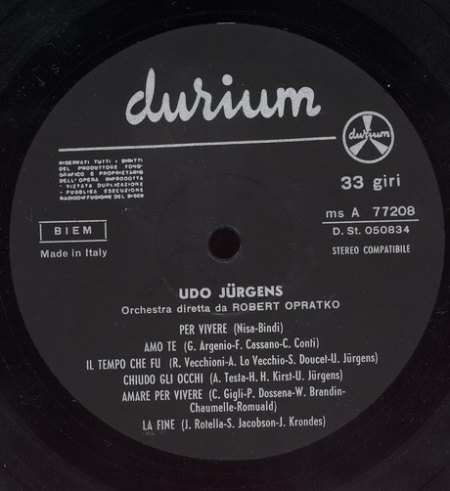 durium
durium
RISERVATI TUTTI I DIRITTI
DEL PRODUTTORE FONO-
GRAFICO E PROPRIETARIO
DELL'OPERA RIPRODOTTA
- VIETATA DUPLICAZIONE -
PUBBLICA ESECUZIONE
RADIODIFFUSIONE DEL DISCO
33 giri
ms A 77208
D. St. 050834
STEREO COMPATIBILE
BIEM
Made in Italy
UDO JÜRGENS
Orchestra diretta da ROBERT OPRATKO
PER VIVERE (Nisa-Bindi)
AMO TE (G. Argenio-F. Cassano-C. Conti)
IL TEMPO CHE FU (R. Vecchioni-A. Lo Vecchio-S. Doucet-U. Jürgens)
CHIUDO GLI OCCHI (A. Testa-H. H. Kirst-U. Jürgens)
AMARE PER VIVERE (C. Gigli-P. Dossena-W. Brandin-
Chaumelle-Romuald)
LA FINE (J. Rotella-S. Jacobson-J. Krondes)